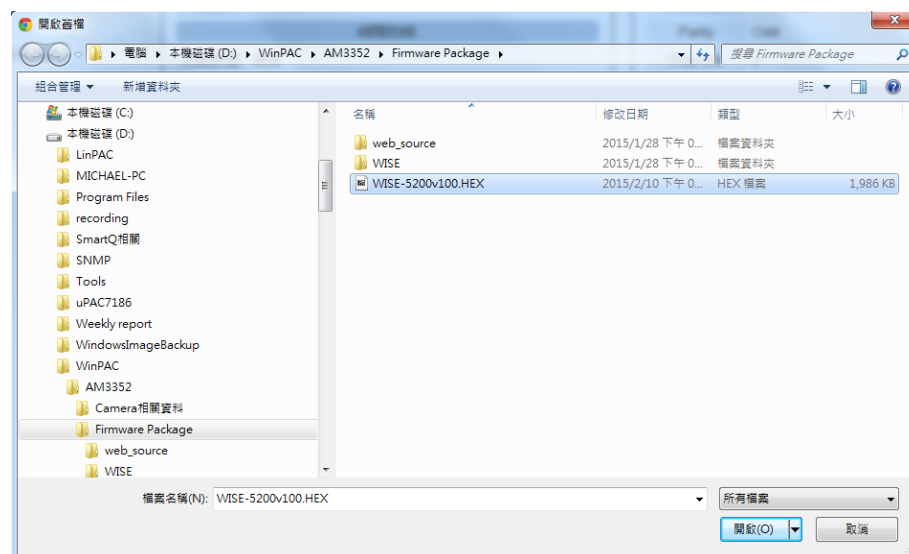 開啟舊檔
電腦 ▸ 本機磁碟 (D:) ▸ WinPAC ▸ AM3352 ▸ Firmware Package ▸
搜尋 Firmware Package
組合管理 ▼ 新增資料夾
本機磁碟 (C:)
本機磁碟 (D:)
LinPAC
MICHAEL-PC
Program Files
recording
SmartQ相關
SNMP
Tools
uPAC7186
Weekly report
WindowsImageBackup
WinPAC
AM3352
Camera相關資料
Firmware Package
web_source
WISE
名稱 修改日期 類型 大小
web_source 2015/1/28 下午 0... 檔案資料夾
WISE 2015/1/28 下午 0... 檔案資料夾
WISE-5200v100.HEX 2015/2/10 下午 0... HEX 檔案 1,986 KB
檔案名稱(N): WISE-5200v100.HEX 所有檔案
開啟(O) 取消